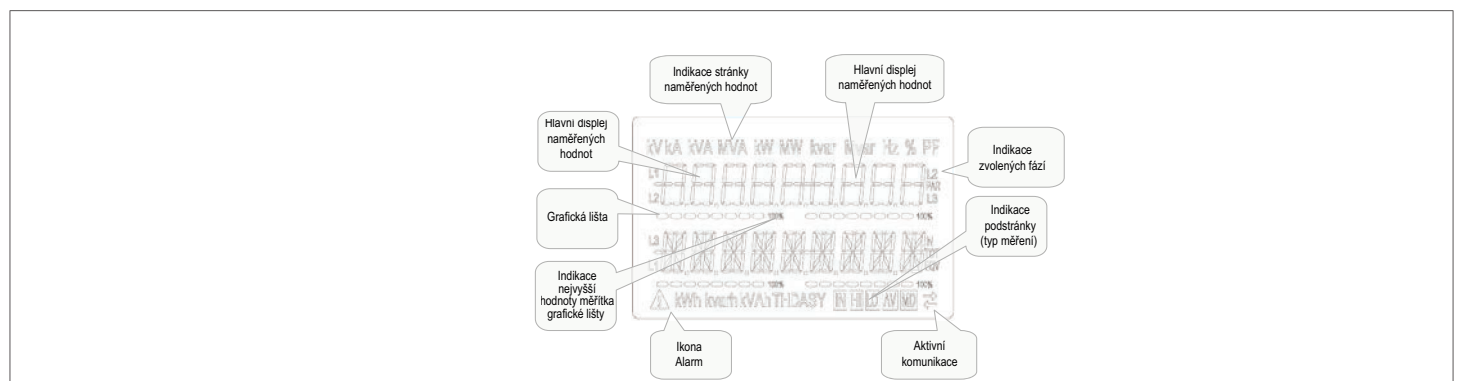 Indikace stránky
naměřených hodnot
Hlavní displej
naměřených hodnot
Hlavní displej
naměřených
hodnot
kV kA kVA MVA kW MW kvar Mvar Hz % PF
Indikace
zvolených fází
L1
L2
L2
PAR
L3
Grafická lišta
100%
100%
Indikace
podstránky
(typ měření)
L3
L1
N
Indikace
nejvyšší
hodnoty měřítka
grafické lišty
100%
100%
kWh kvarh kVAh THD ASY IN HI LO AV MD
Ikona
Alarm
Aktivní
komunikace